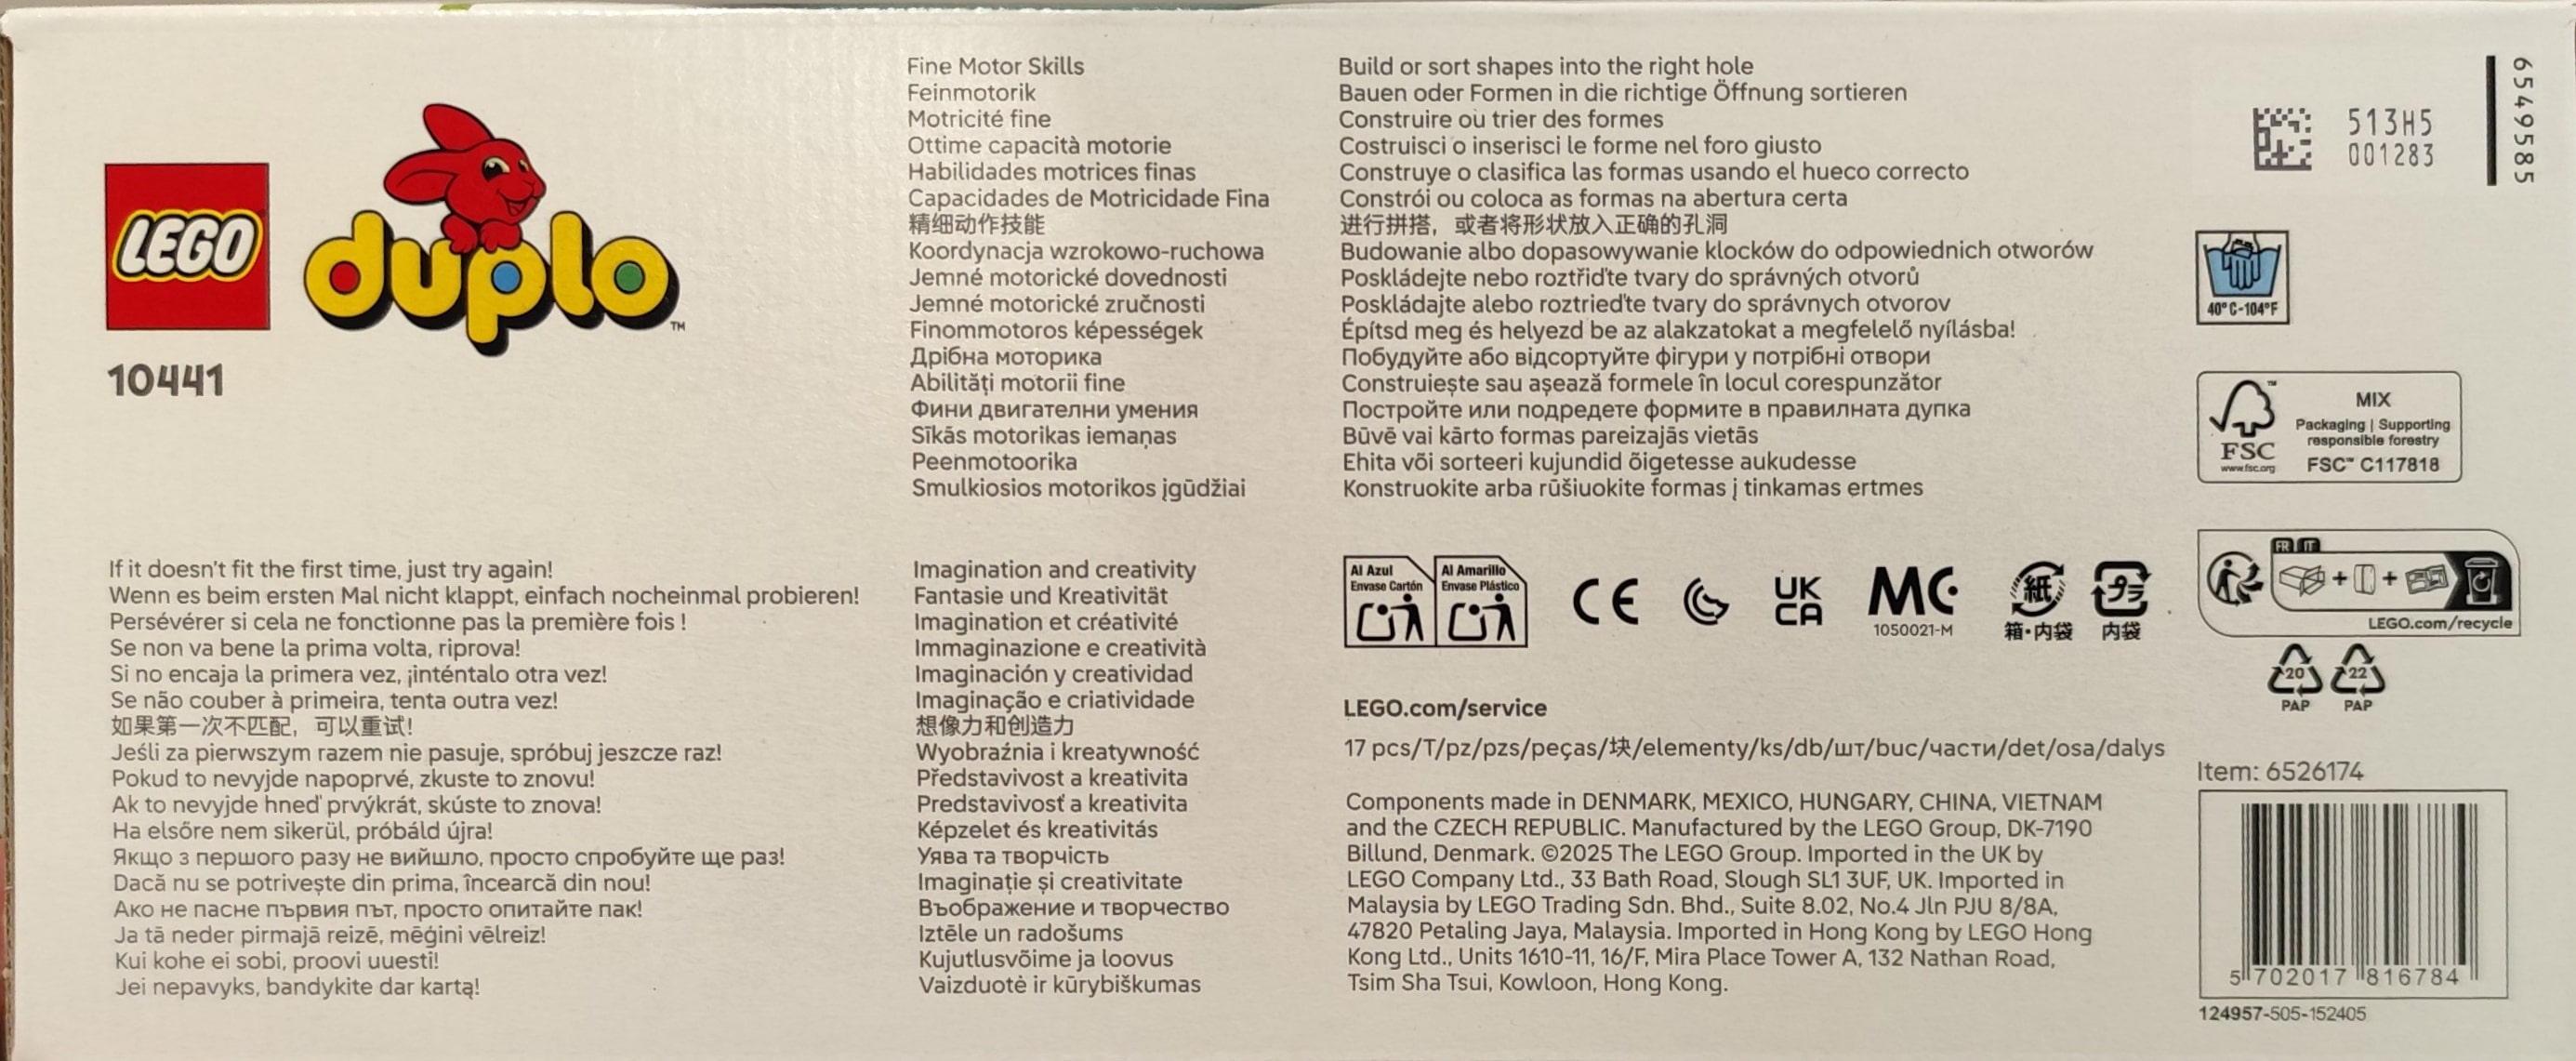 LEGO
duplo
™
10441
Fine Motor Skills
Feinmotorik
Motricité fine
Ottime capacità motorie
Habilidades motrices finas
Capacidades de Motricidade Fina
精细动作技能
Koordynacja wzrokowo-ruchowa
Jemné motorické dovednosti
Jemné motorické zručnosti
Finommotoros képességek
Дрібна моторика
Abilități motorii fine
Фини двигателни умения
Sīkās motorikas iemaņas
Peenmotoorika
Smulkiosios motorikos įgūdžiai
Build or sort shapes into the right hole
Bauen oder Formen in die richtige Öffnung sortieren
Construire ou trier des formes
Costruisci o inserisci le forme nel foro giusto
Construye o clasifica las formas usando el hueco correcto
Constrói ou coloca as formas na abertura certa
进行拼搭，或者将形状放入正确的孔洞
Budowanie albo dopasowywanie klocków do odpowiednich otworów
Poskládejte nebo roztřiďte tvary do správných otvorů
Poskládajte alebo roztrieďte tvary do správnych otvorov
Építsd meg és helyezd be az alakzatokat a megfelelő nyílásba!
Побудуйте або відсортуйте фігури у потрібні отвори
Construiește sau așează formele în locul corespunzător
Постройте или подредете формите в правилната дупка
Būvē vai kārto formas pareizajās vietās
Ehita või sorteeri kujundid õigetesse aukudesse
Konstruokite arba rūšiuokite formas į tinkamas ertmes
If it doesn't fit the first time, just try again!
Wenn es beim ersten Mal nicht klappt, einfach nocheinmal probieren!
Persévérer si cela ne fonctionne pas la première fois !
Se non va bene la prima volta, riprova!
Si no encaja la primera vez, ¡inténtalo otra vez!
Se não couber à primeira, tenta outra vez!
如果第一次不匹配，可以重试!
Jeśli za pierwszym razem nie pasuje, spróbuj jeszcze raz!
Pokud to nevyjde napoprvé, zkuste to znovu!
Ak to nevyjde hneď prvýkrát, skúste to znova!
Ha elsőre nem sikerül, próbáld újra!
Якщо з першого разу не вийшло, просто спробуйте ще раз!
Dacă nu se potrivește din prima, încearcă din nou!
Ако не пасне първия път, просто опитайте пак!
Ja tā neder pirmajā reizē, mēģini vēlreiz!
Kui kohe ei sobi, proovi uuesti!
Jei nepavyks, bandykite dar kartą!
Imagination and creativity
Fantasie und Kreativität
Imagination et créativité
Immaginazione e creatività
Imaginación y creatividad
Imaginação e criatividade
想像力和创造力
Wyobraźnia i kreatywność
Představivost a kreativita
Predstavivosť a kreativita
Képzelet és kreativitás
Уява та творчість
Imaginație și creativitate
Въображение и творчество
Iztēle un radošums
Kujutlusvõime ja loovus
Vaizduotė ir kūrybiškumas
Al Azul
Envase Cartón
Al Amarillo
Envase Plástico
CE
UK
CA
MC
1050021-M
紙
箱・内袋
プラ
内袋
LEGO.com/service
17 pcs/T/pz/pzs/peças/块/elementy/ks/db/шт/buc/части/det/osa/dalys
Components made in DENMARK, MEXICO, HUNGARY, CHINA, VIETNAM
and the CZECH REPUBLIC. Manufactured by the LEGO Group, DK-7190
Billund, Denmark. ©2025 The LEGO Group. Imported in the UK by
LEGO Company Ltd., 33 Bath Road, Slough SL1 3UF, UK. Imported in
Malaysia by LEGO Trading Sdn. Bhd., Suite 8.02, No.4 Jln PJU 8/8A,
47820 Petaling Jaya, Malaysia. Imported in Hong Kong by LEGO Hong
Kong Ltd., Units 1610-11, 16/F, Mira Place Tower A, 132 Nathan Road,
Tsim Sha Tsui, Kowloon, Hong Kong.
513H5
001283
6549585
40°C-104°F
FSC
www.fsc.org
MIX
Packaging | Supporting
responsible forestry
FSC™ C117818
FR IT
+ +
LEGO.com/recycle
20 22
PAP PAP
Item: 6526174
5 702017 816784
124957-505-152405